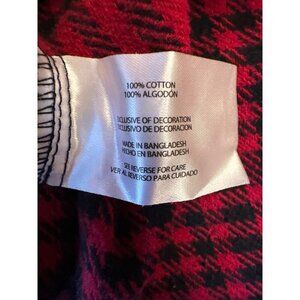 100% COTTON
100% ALGODÓN
EXCLUSIVE OF DECORATION
EXCLUSIVO DE DECORACION
MADE IN BANGLADESH
HECHO EN BANGLADESH
SEE REVERSE FOR CARE
VER AL REVERSO PARA CUIDADO